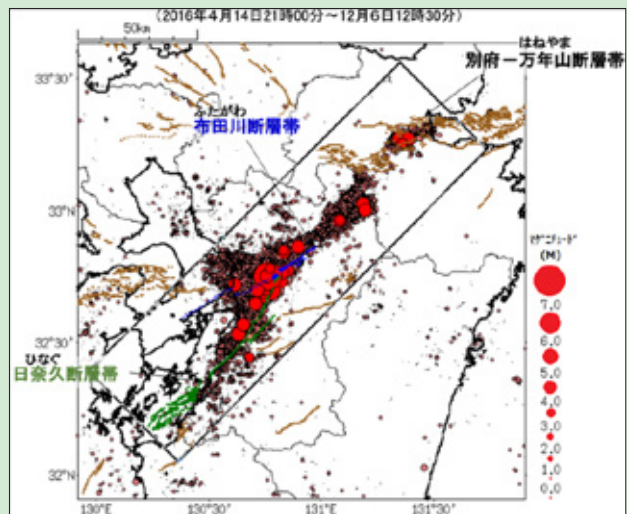 (2016年4月14日21時00分〜12月6日12時30分)
50km
はねやま
別府－万年山断層帯
ふたがわ
布田川断層帯
33°30'
33°N
32°30'
32°N
ひなぐ
日奈久断層帯
マグニチュード
(M)
7.0
6.0
5.0
4.0
3.0
2.0
1.0
0.0
130°E
130°30'
131°E
131°30'